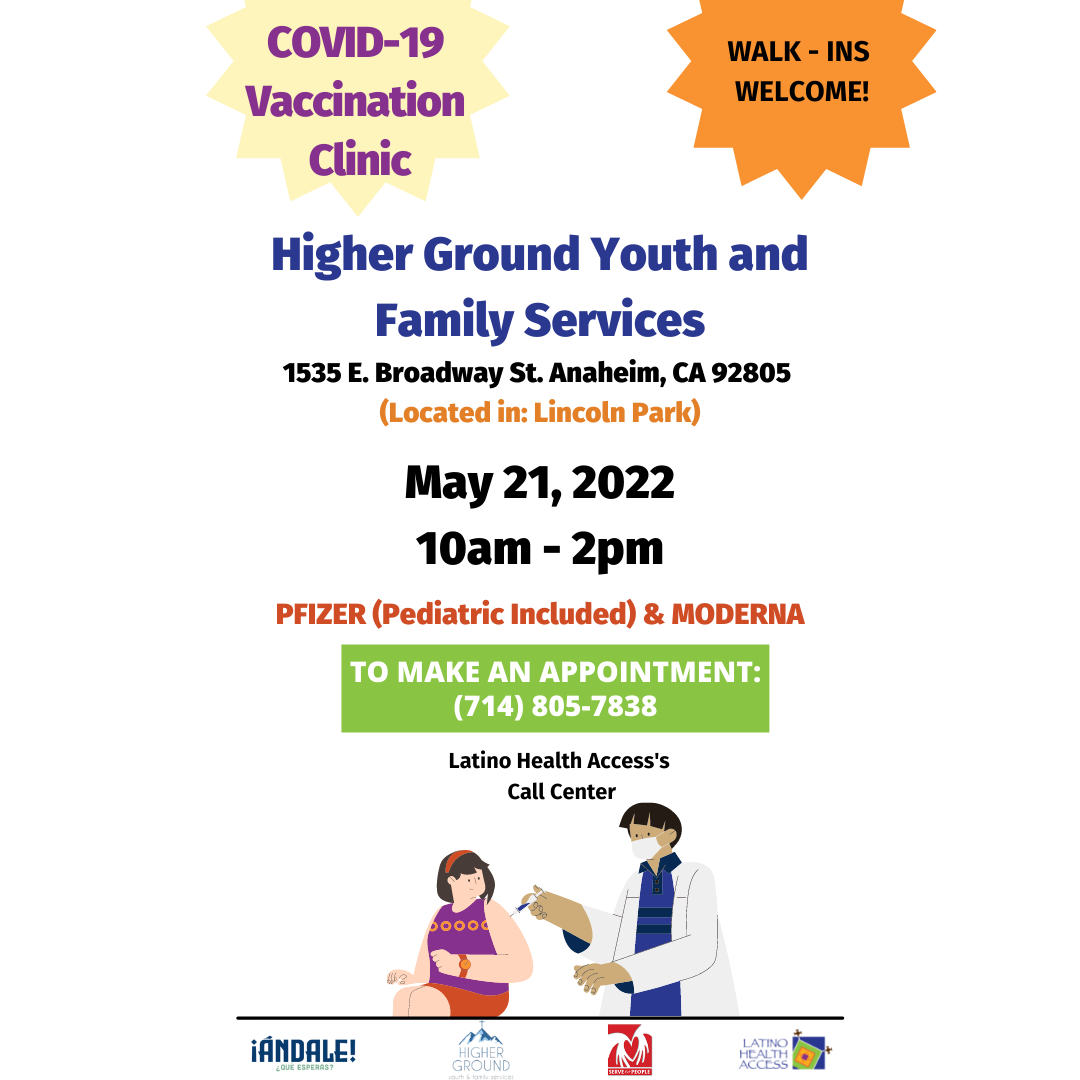 COVID-19
Vaccination
Clinic
WALK - INS
WELCOME!
Higher Ground Youth and
Family Services
1535 E. Broadway St. Anaheim, CA 92805
(Located in: Lincoln Park)
May 21, 2022
10am - 2pm
PFIZER (Pediatric Included) & MODERNA
TO MAKE AN APPOINTMENT:
(714) 805-7838
Latino Health Access's
Call Center
¡ÁNDALE!
¿QUE ESPERAS?
HIGHER
GROUND
youth & family services
SERVE the PEOPLE
LATINO
HEALTH
ACCESS